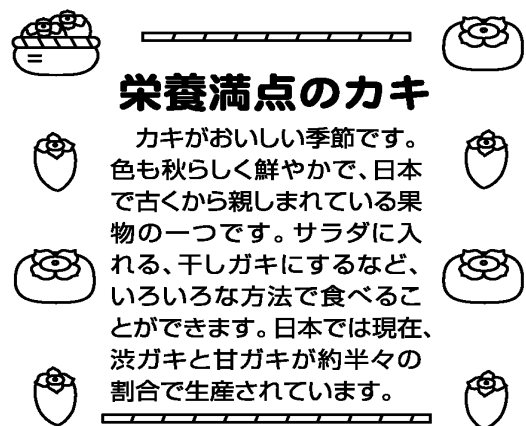 栄養満点のカキ
カキがおいしい季節です。
色も秋らしく鮮やかで、日本
で古くから親しまれている果
物の一つです。サラダに入
れる、干しガキにするなど、
いろいろな方法で食べるこ
とができます。日本では現在、
渋ガキと甘ガキが約半々の
割合で生産されています。